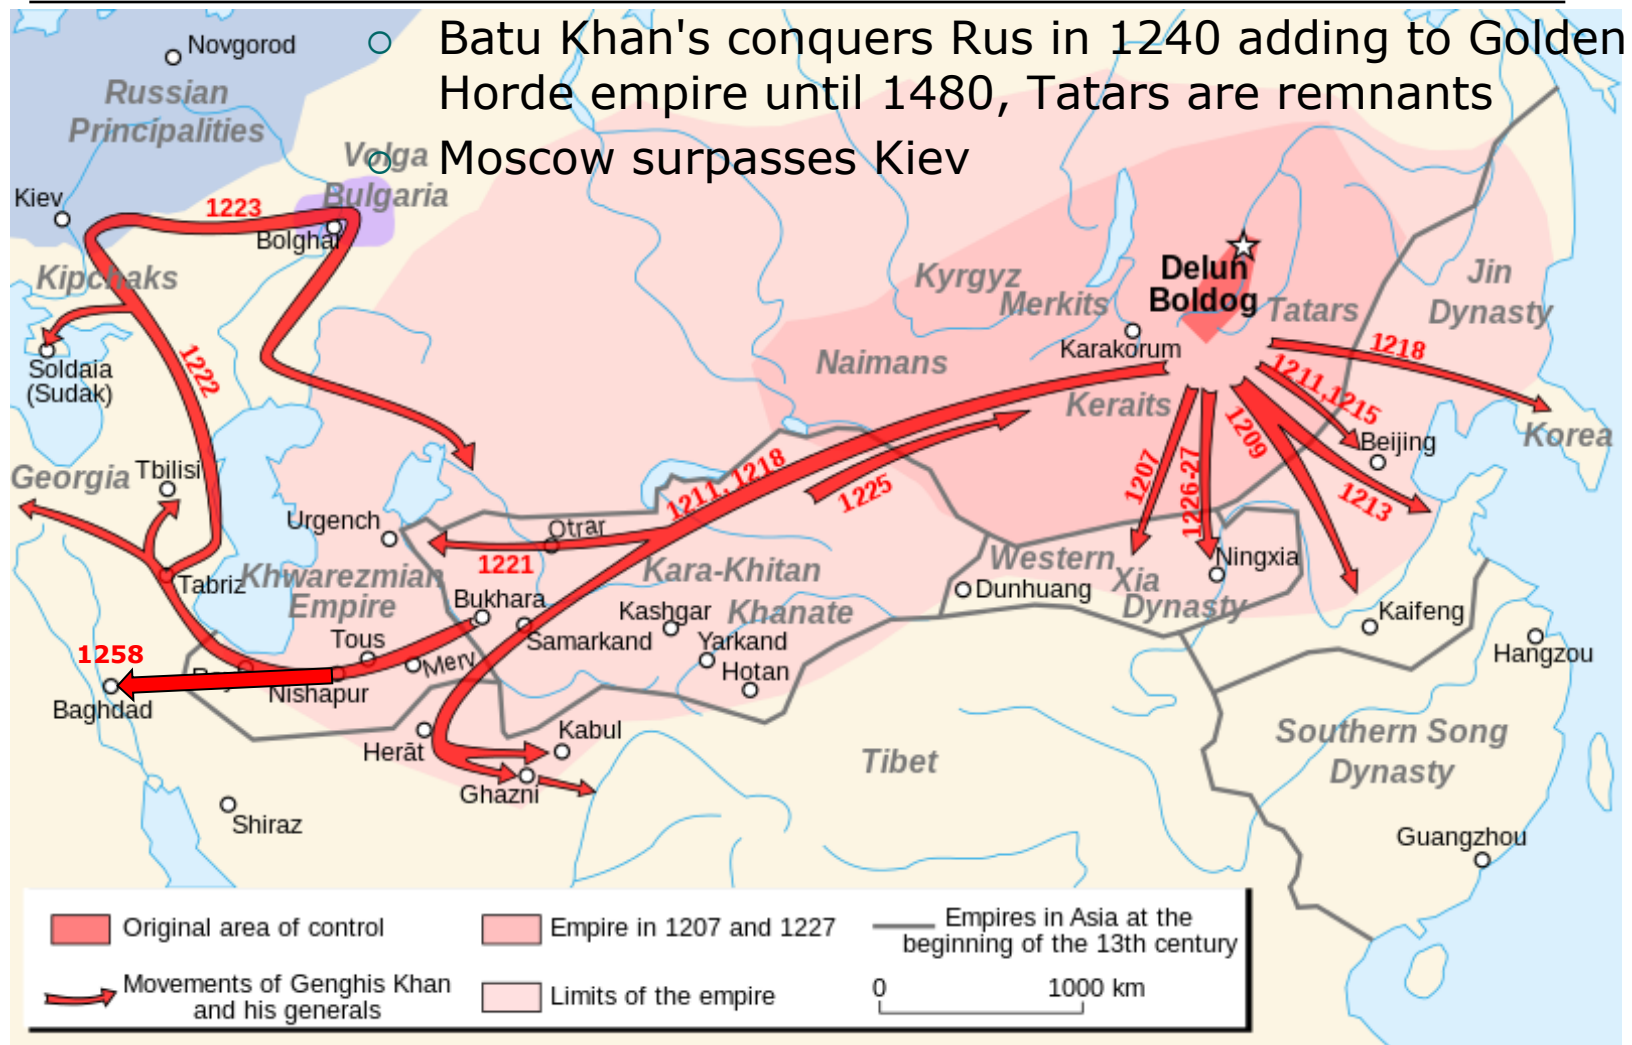 Batu Khan's conquers Rus in 1240 adding to Golden
Horde empire until 1480, Tatars are remnants
Moscow surpasses Kiev
Novgorod
Russian
Principalities
Volga
Bulgaria
Kiev
1223
Bolghar
Kipchaks
Soldaia
(Sudak)
1222
Georgia
Tbilisi
Urgench
Otrar
1221
Tabriz
Khwarezmian
Empire
Bukhara
Samarkand
Tous
Merv
1258
Baghdad
Nishapur
Herāt
Kabul
Ghazni
Shiraz
Kyrgyz
Merkits
Delun
Boldog
Tatars
Jin
Dynasty
Naimans
Karakorum
Keraits
1218
1211,1215
Beijing
Korea
1209
1207
1226-27
1213
1211, 1218
1225
Kara-Khitan
Khanate
Kashgar
Yarkand
Hotan
Western
Xia
Dynasty
Ningxia
Dunhuang
Kaifeng
Hangzou
Tibet
Southern Song
Dynasty
Guangzhou
Original area of control
Movements of Genghis Khan
and his generals
Empire in 1207 and 1227
Limits of the empire
Empires in Asia at the
beginning of the 13th century
0 1000 km